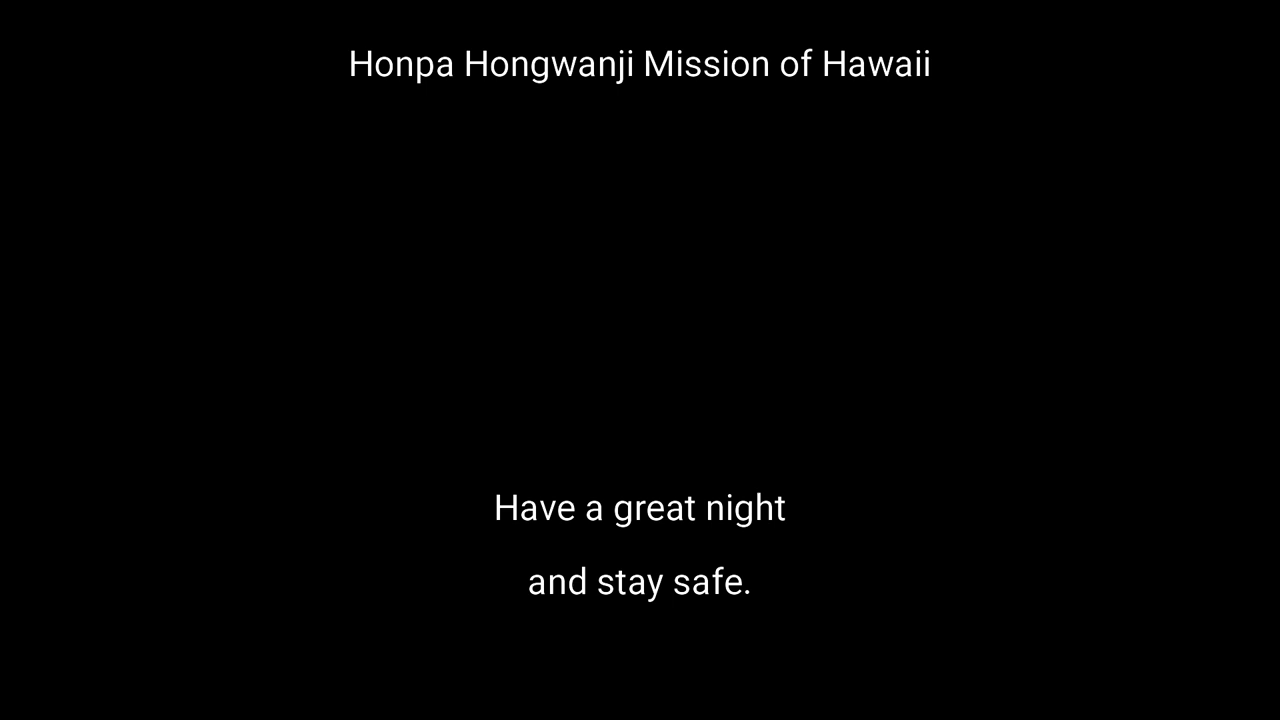 Honpa Hongwanji Mission of Hawaii
Have a great night
and stay safe.